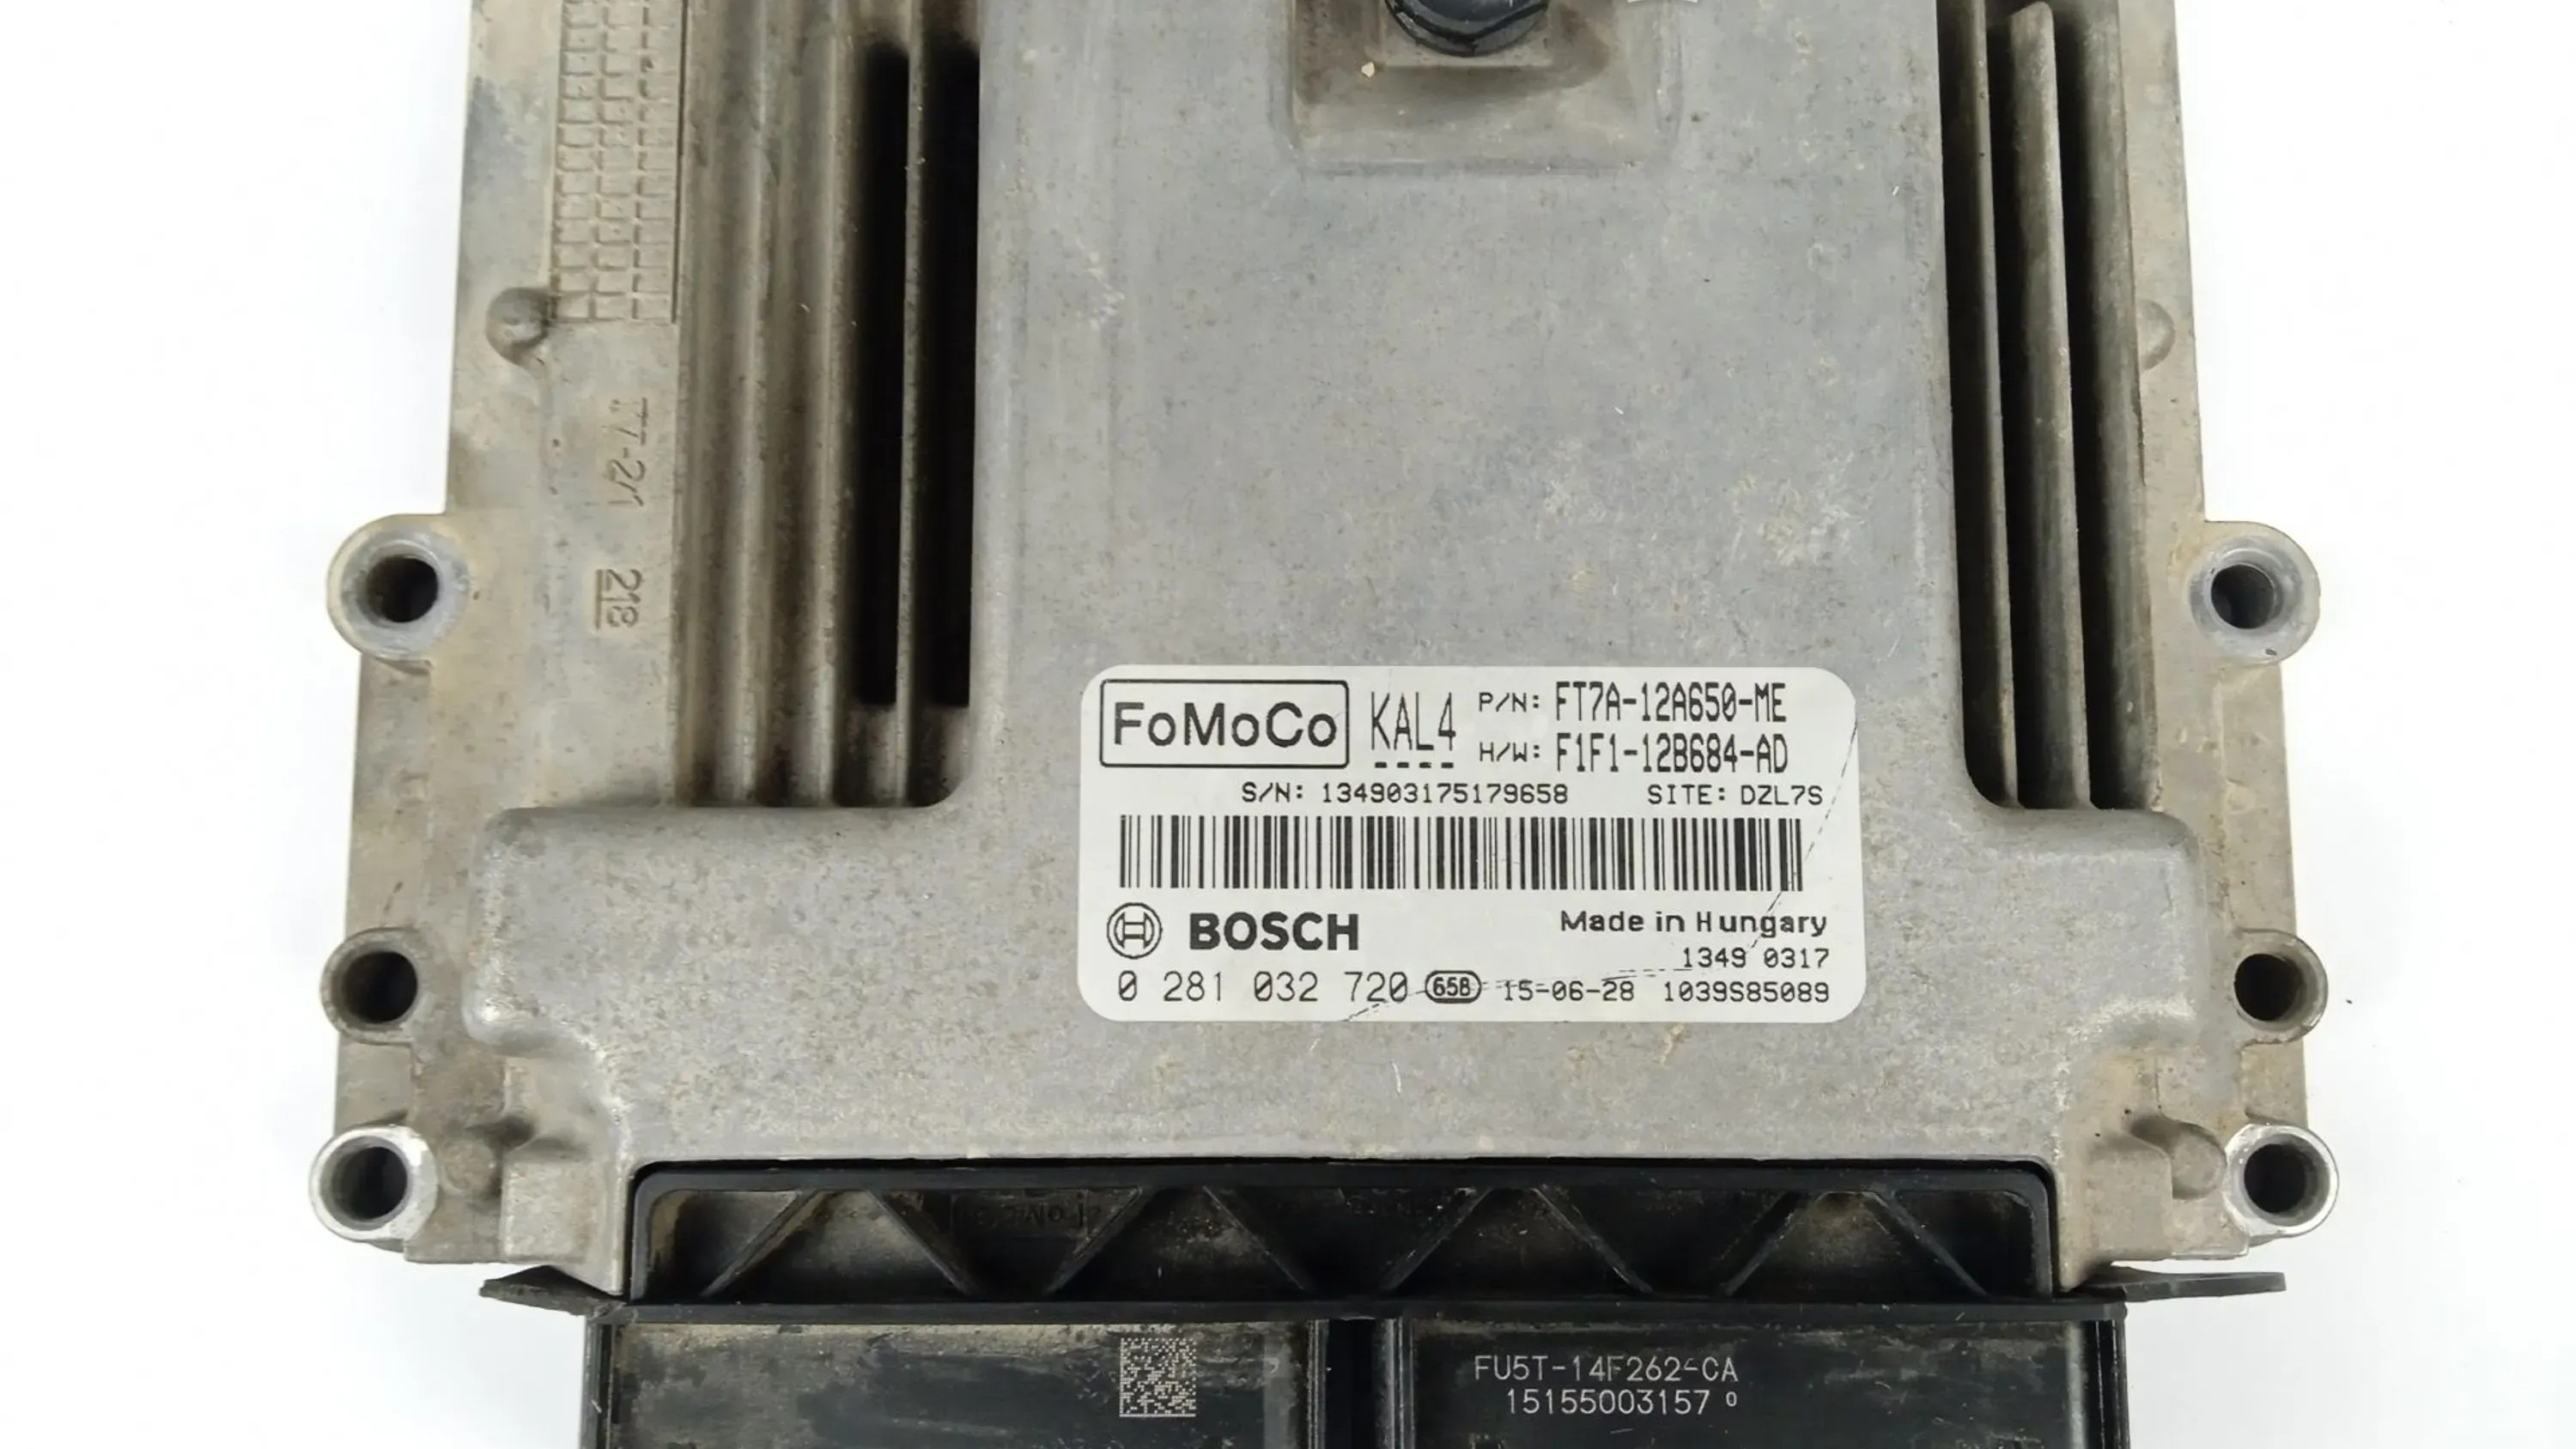 218
FoMoCo KAL4 P/N: FT7A-12A650-ME
H/W: F1F1-12B684-AD
S/N: 134903175179658 SITE: DZL7S
BOSCH Made in Hungary
1349 0317
0 281 032 720 658 15-06-28 1039S85089
FU5T-14F262-CA
15155003157